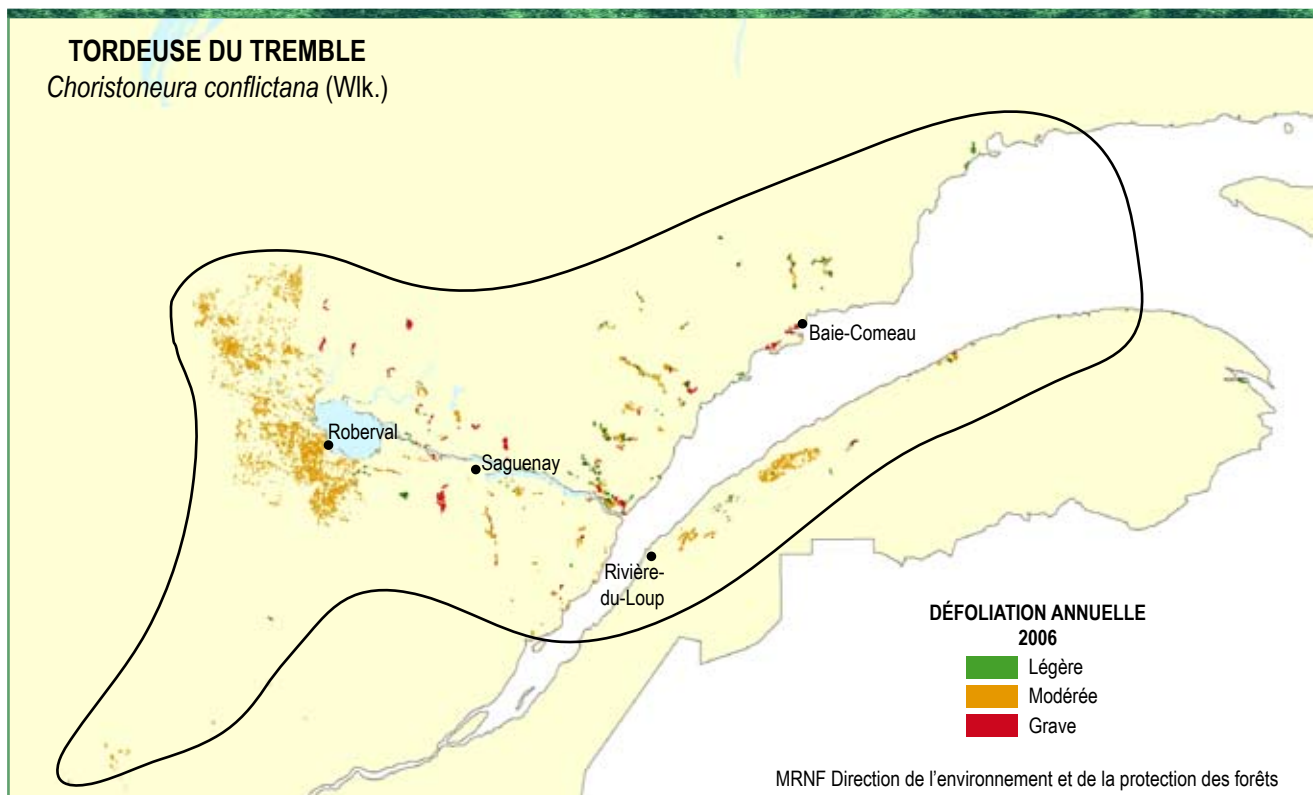 TORDEUSE DU TREMBLE
Choristoneura conflictana (Wlk.)
Baie-Comeau
Roberval
Saguenay
Rivière-
du-Loup
DÉFOLIATION ANNUELLE
2006
Légère
Modérée
Grave
MRNF Direction de l'environnement et de la protection des forêts